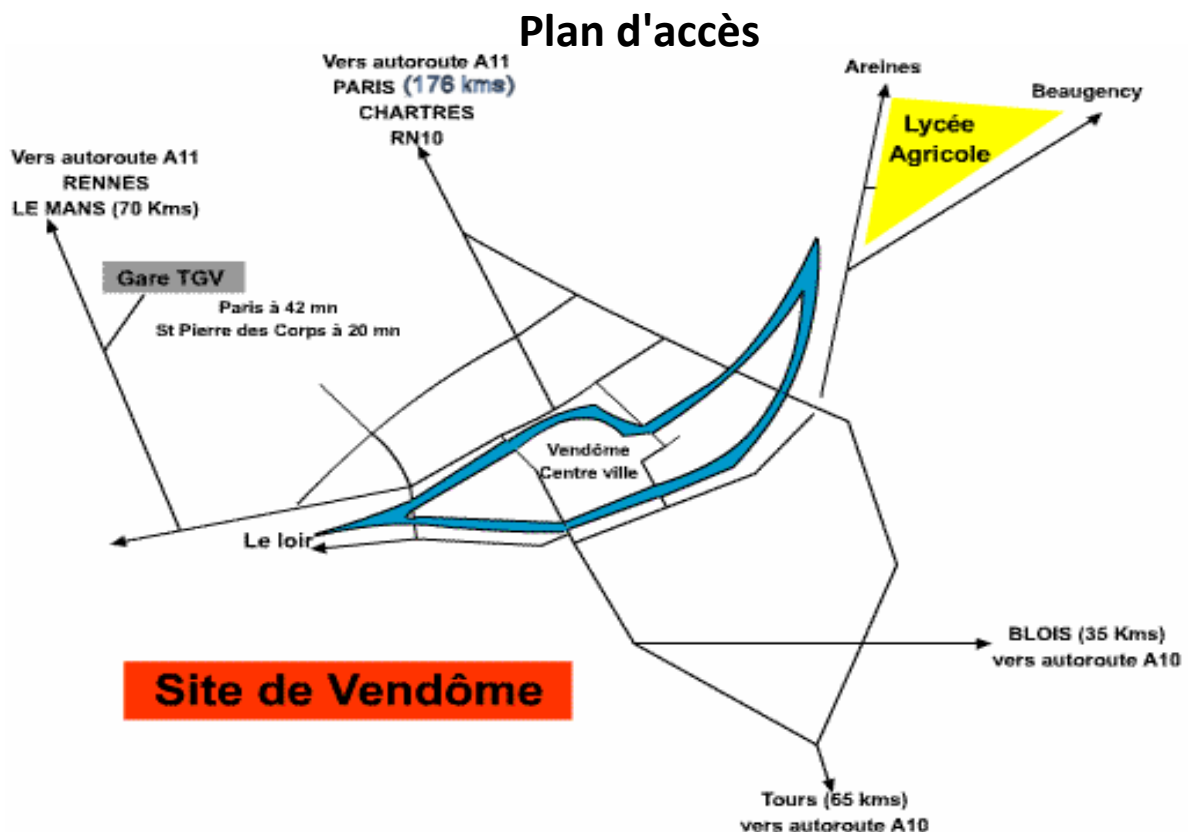 Plan d'accès
Vers autoroute A11
PARIS (176 kms)
CHARTRES
RN10
Areines
Beaugency
Lycée
Agricole
Vers autoroute A11
RENNES
LE MANS (70 Kms)
Gare TGV
Paris à 42 mn
St Pierre des Corps à 20 mn
Vendôme
Centre ville
Le loir
BLOIS (35 Kms)
vers autoroute A10
Site de Vendôme
Tours (65 kms)
vers autoroute A10